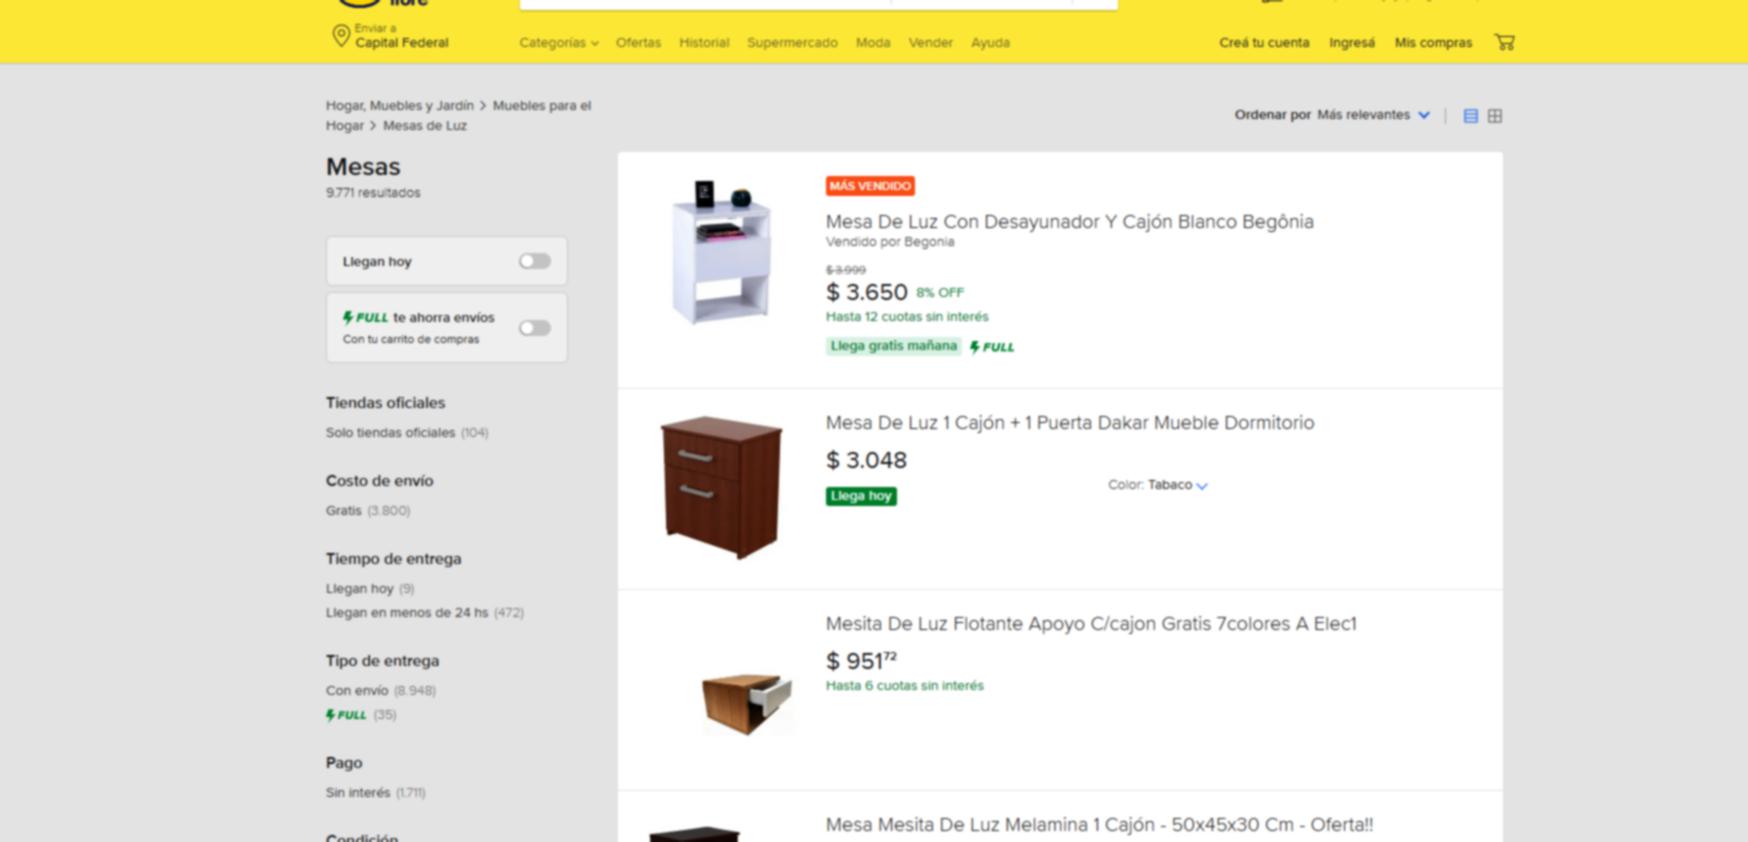 Enviar a
Capital Federal
Categorías
Ofertas
Historial
Supermercado
Moda
Vender
Ayuda
Creá tu cuenta
Ingresá
Mis compras
Hogar, Muebles y Jardín > Muebles para el
Hogar > Mesas de Luz
Ordenar por Más relevantes
Mesas
9.771 resultados
Llegan hoy
FULL te ahorra envíos
Con tu carrito de compras
Tiendas oficiales
Solo tiendas oficiales (104)
Costo de envío
Gratis (3.800)
Tiempo de entrega
Llegan hoy (9)
Llegan en menos de 24 hs (472)
Tipo de entrega
Con envío (8.948)
FULL (35)
Pago
Sin interés (1.711)
Condición
MÁS VENDIDO
Mesa De Luz Con Desayunador Y Cajón Blanco Begônia
Vendido por Begonia
$ 3.999
$ 3.650 8% OFF
Hasta 12 cuotas sin interés
Llega gratis mañana FULL
Mesa De Luz 1 Cajón + 1 Puerta Dakar Mueble Dormitorio
$ 3.048
Color: Tabaco
Llega hoy
Mesita De Luz Flotante Apoyo C/cajon Gratis 7colores A Elec1
$ 95172
Hasta 6 cuotas sin interés
Mesa Mesita De Luz Melamina 1 Cajón - 50x45x30 Cm - Oferta!!